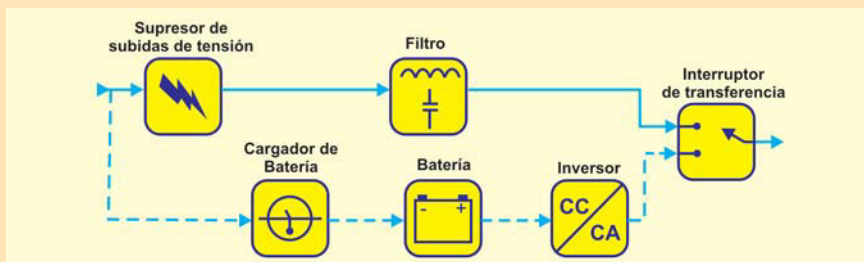 Supresor de
subidas de tensión
Filtro
Interruptor
de transferencia
Cargador de
Batería
Batería
Inversor
- +
CC
CA